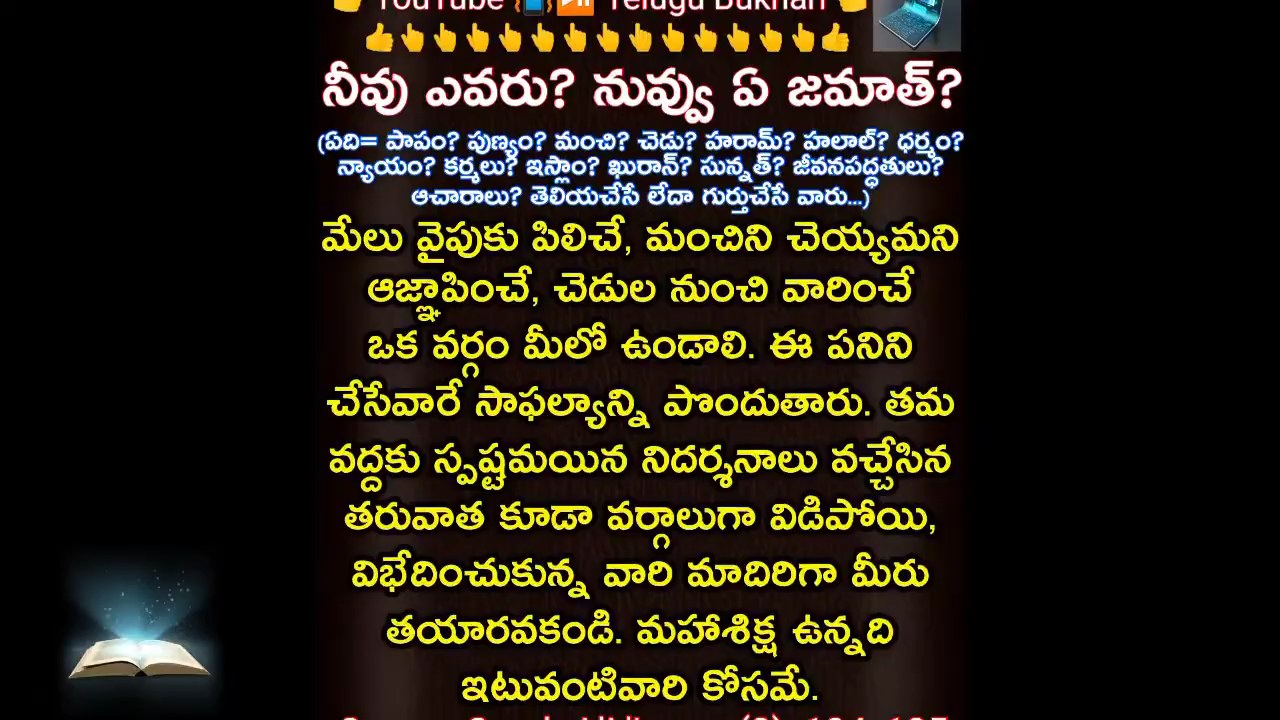 👉 YouTube 📱⏯ Telugu Bukhari 👈
👍👆👆👆👆👆👆👆👆👆👆👆👆👆👍
నీవు ఎవరు? నువ్వు ఏ జమాత్?
(ఏది= పాపం? పుణ్యం? మంచి? చెడు? హరామ్? హలాల్? ధర్మం?
న్యాయం? కర్మలు? ఇస్లాం? ఖురాన్? సున్నత్? జీవనపద్ధతులు?
ఆచారాలు? తెలియచేసే లేదా గుర్తుచేసే వారు...)
మేలు వైపుకు పిలిచే, మంచిని చెయ్యమని
ఆజ్ఞాపించే, చెడుల నుంచి వారించే
ఒక వర్గం మీలో ఉండాలి. ఈ పనిని
చేసేవారే సాఫల్యాన్ని పొందుతారు. తమ
వద్దకు స్పష్టమయిన నిదర్శనాలు వచ్చేసిన
తరువాత కూడా వర్గాలుగా విడిపోయి,
విభేదించుకున్న వారి మాదిరిగా మీరు
తయారవకండి. మహాశిక్ష ఉన్నది
ఇటువంటివారి కోసమే.